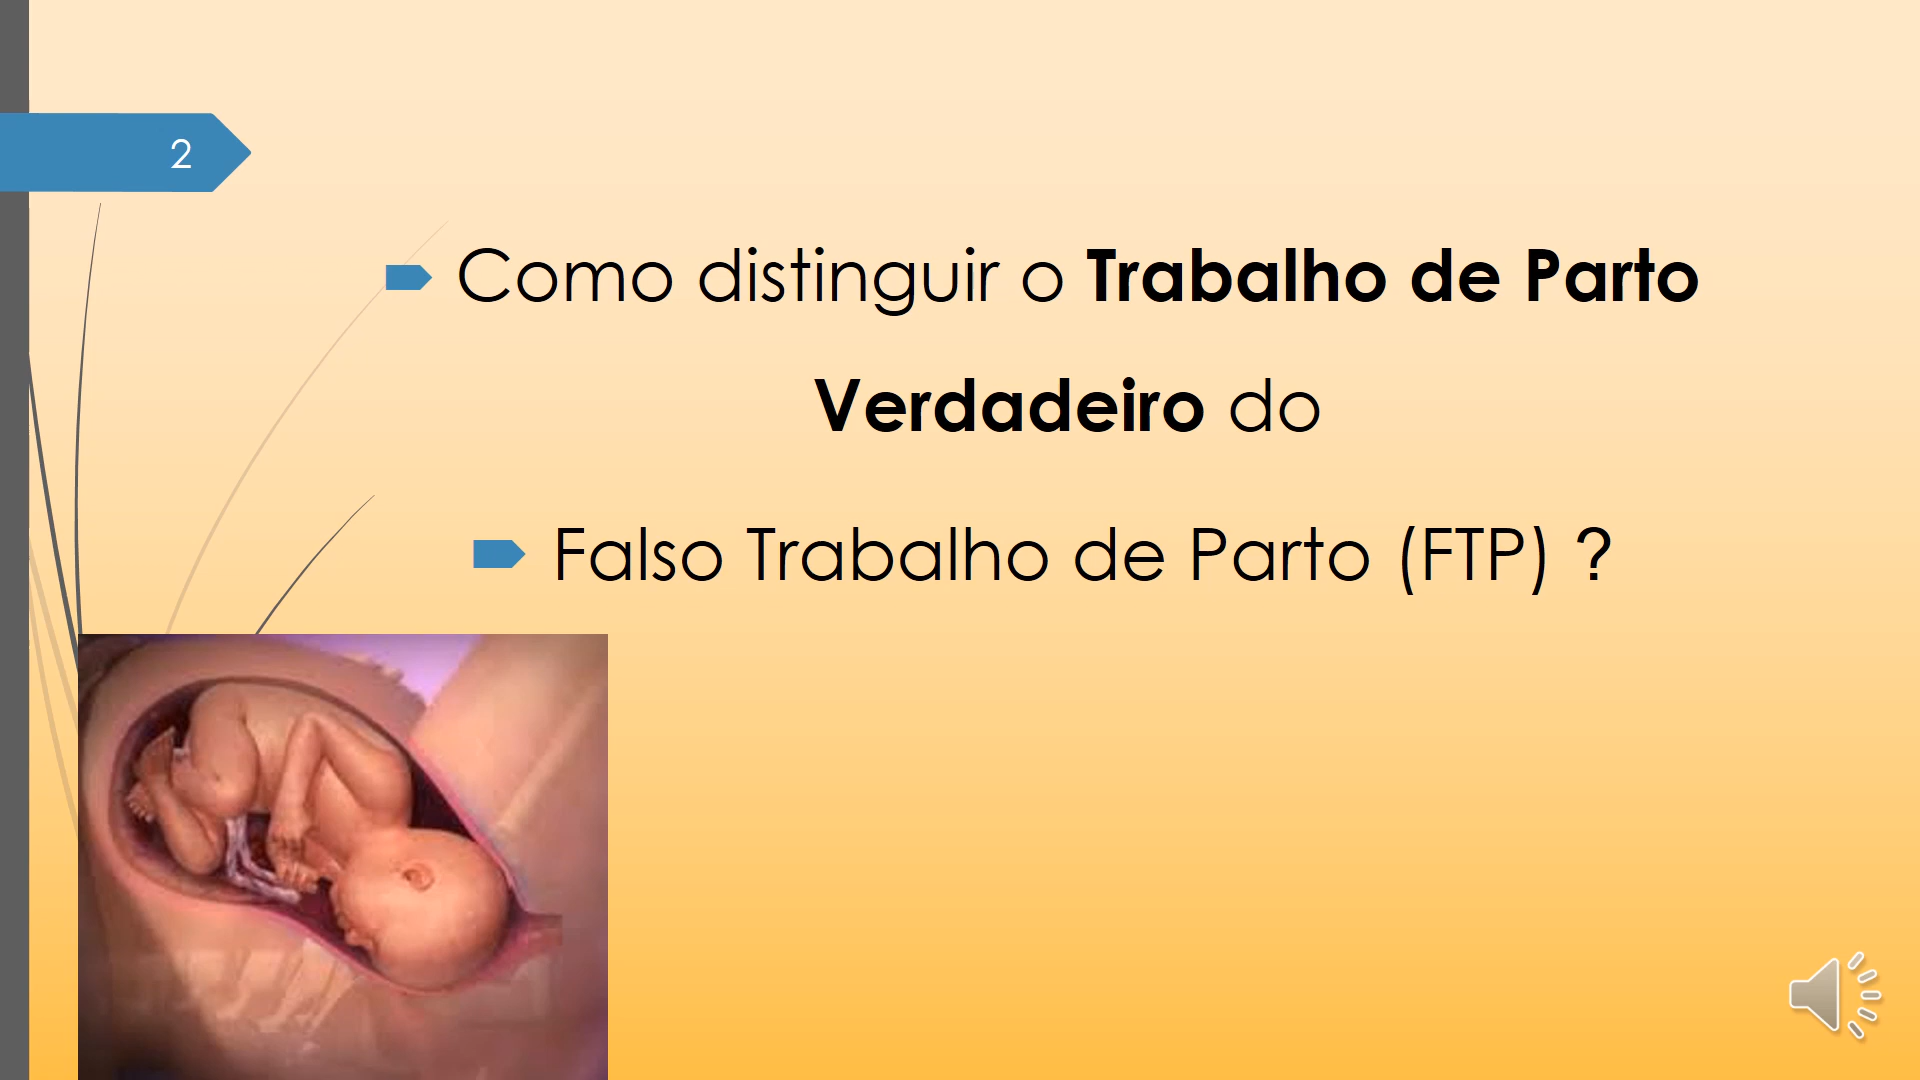 2
Como distinguir o Trabalho de Parto
Verdadeiro do
Falso Trabalho de Parto (FTP) ?